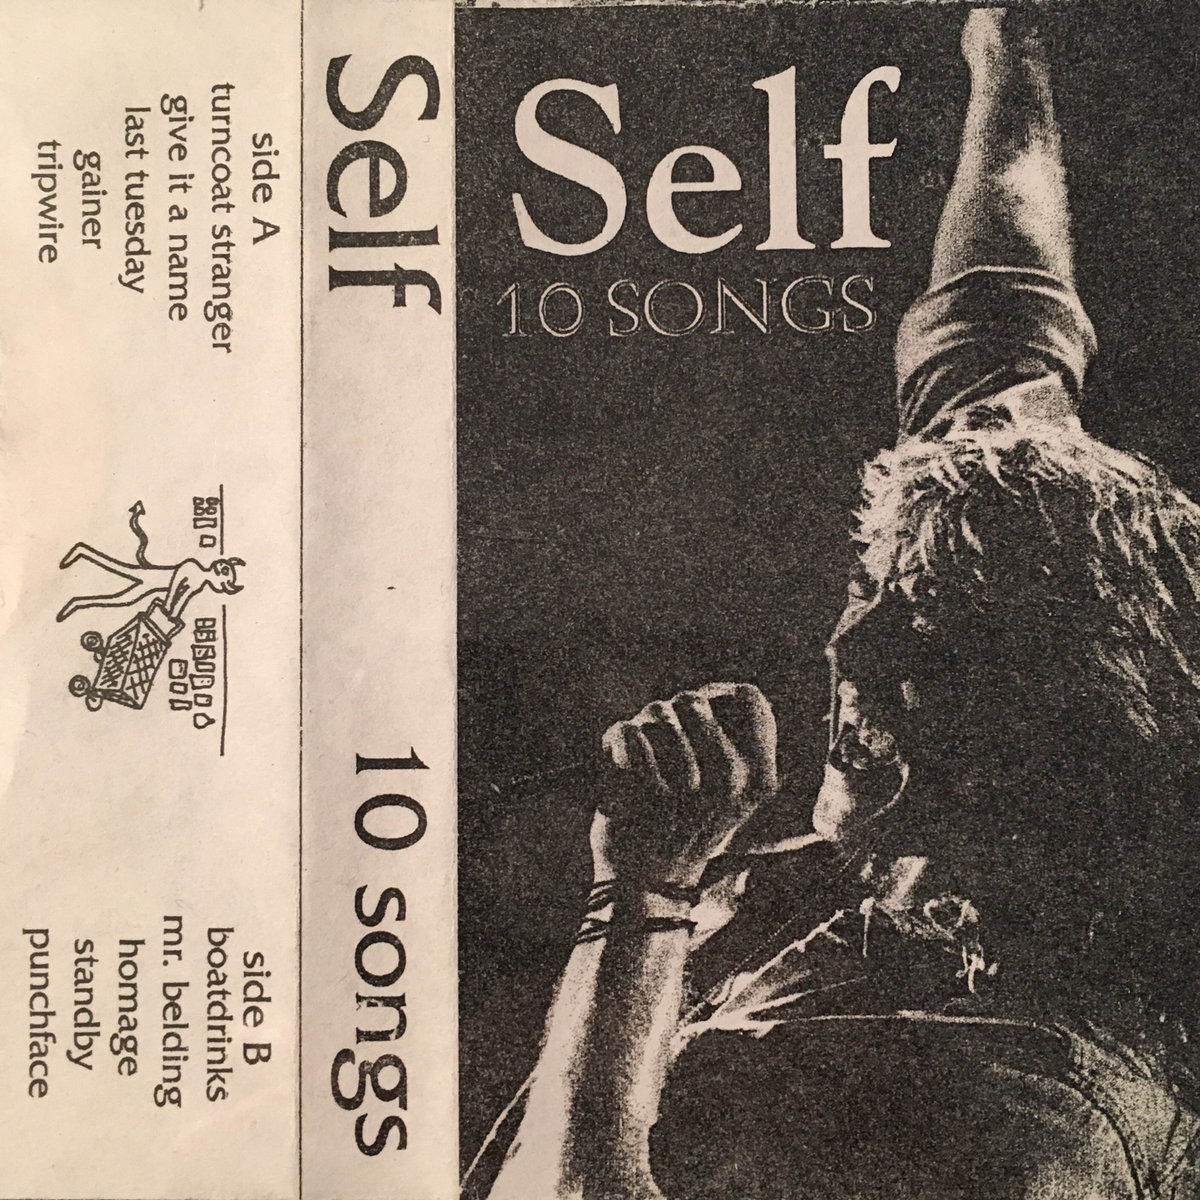 Self
10 SONGS
Self
10 songs
side A
turncoat stranger
give it a name
last tuesday
gainer
tripwire
side B
boatdrinks
mr. belding
homage
standby
punchface